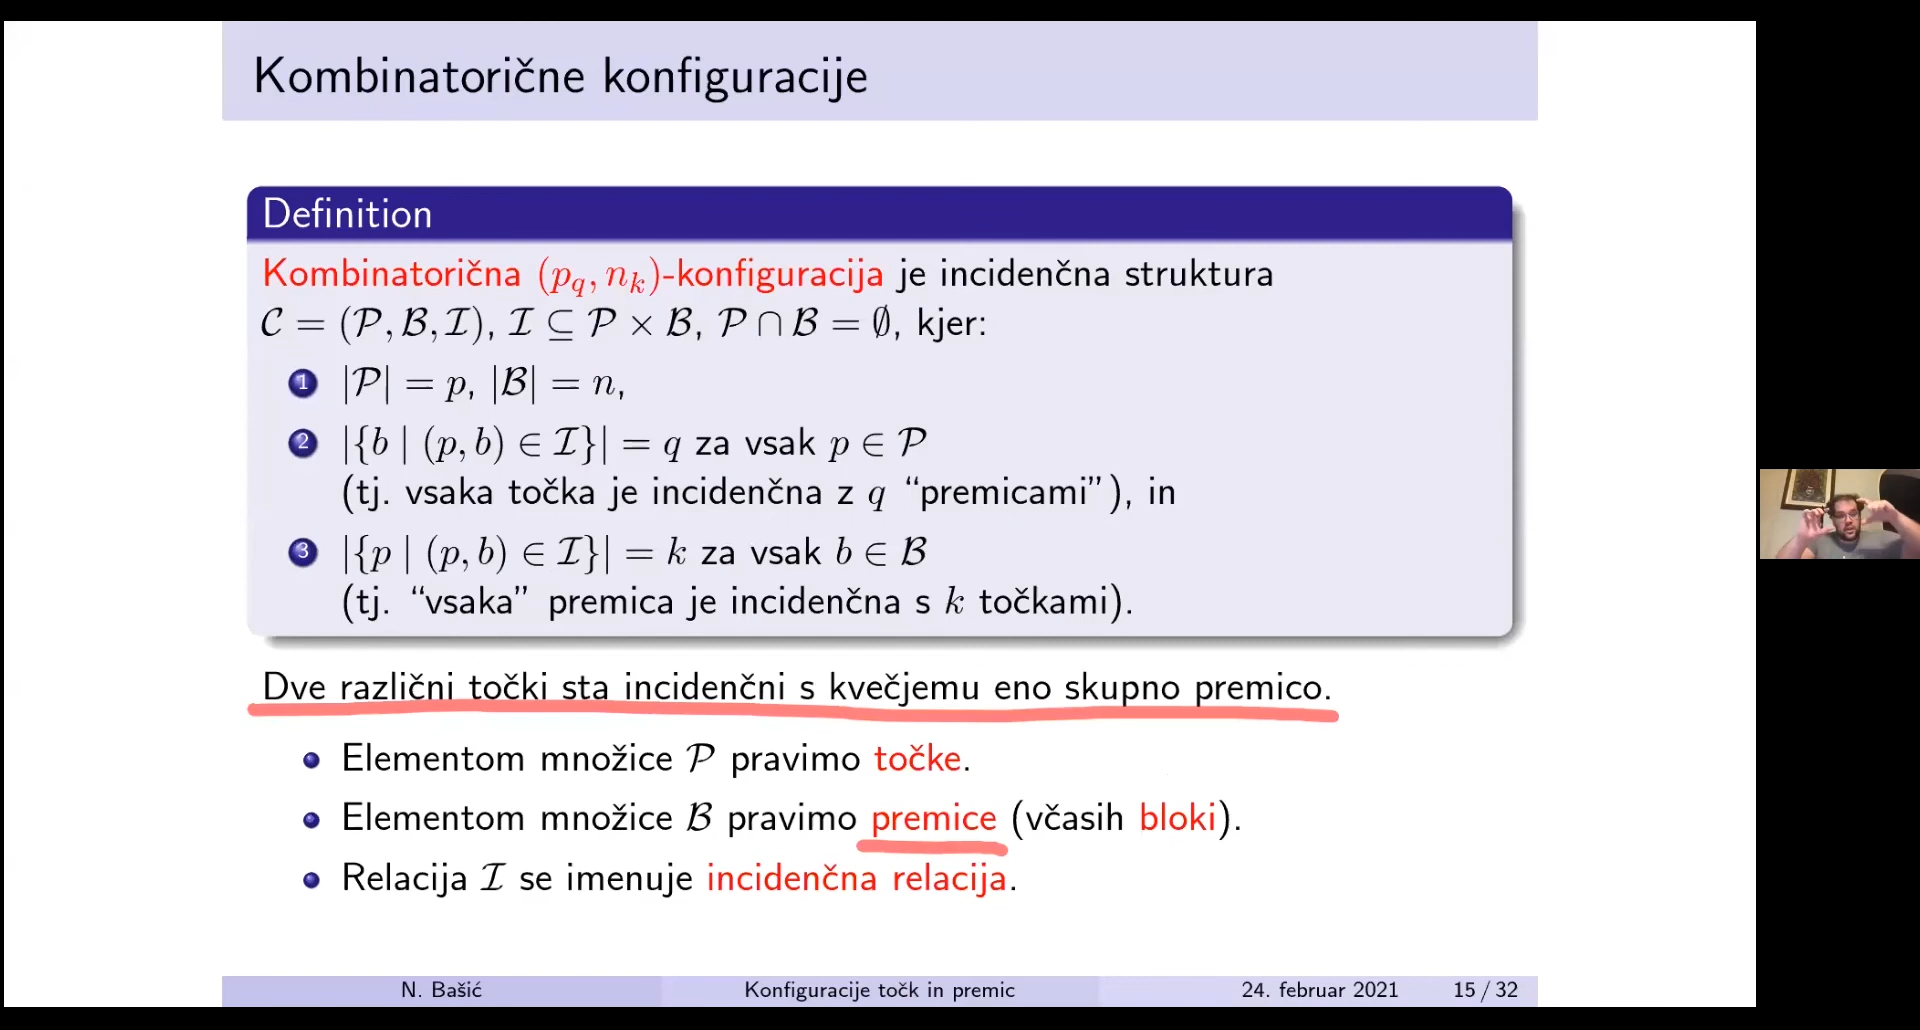 Kombinatorične konfiguracije
Definition
Kombinatorična (p_q, n_k)-konfiguracija je incidenčna struktura
𝒞 = (𝒫, ℬ, ℐ), ℐ ⊆ 𝒫 × ℬ, 𝒫 ∩ ℬ = ∅, kjer:
1 |𝒫| = p, |ℬ| = n,
2 |{b | (p, b) ∈ ℐ}| = q za vsak p ∈ 𝒫
(tj. vsaka točka je incidenčna z q “premicami”), in
3 |{p | (p, b) ∈ ℐ}| = k za vsak b ∈ ℬ
(tj. “vsaka” premica je incidenčna s k točkami).
Dve različni točki sta incidenčni s kvečjemu eno skupno premico.
Elementom množice 𝒫 pravimo točke.
Elementom množice ℬ pravimo premice (včasih bloki).
Relacija ℐ se imenuje incidenčna relacija.
N. Bašić Konfiguracije točk in premic 24. februar 2021 15 / 32